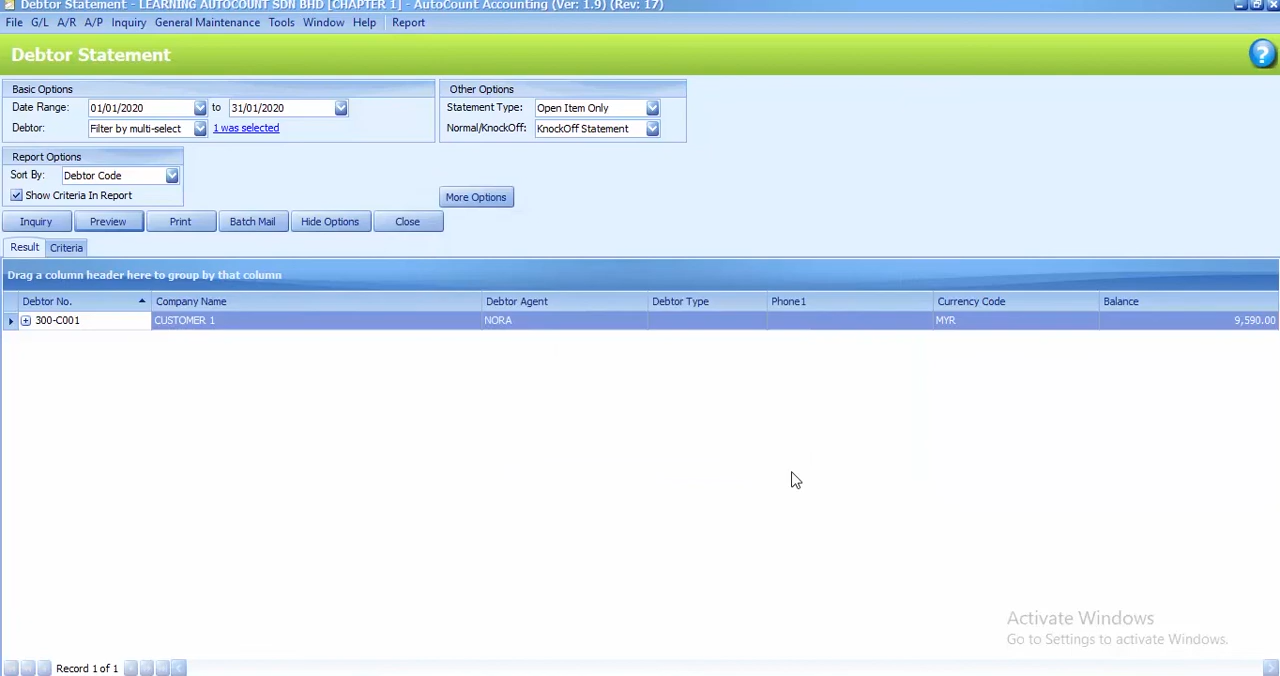 Debtor Statement - LEARNING AUTOCOUNT SDN BHD [CHAPTER 1] - AutoCount Accounting (Ver: 1.9) (Rev: 17)
File G/L A/R A/P Inquiry General Maintenance Tools Window Help Report
Debtor Statement
?
Basic Options
Date Range: 01/01/2020 to 31/01/2020
Debtor: Filter by multi-select 1 was selected
Other Options
Statement Type: Open Item Only
Normal/KnockOff: KnockOff Statement
Report Options
Sort By: Debtor Code
Show Criteria In Report
More Options
Inquiry Preview Print Batch Mail Hide Options Close
Result Criteria
Drag a column header here to group by that column
Debtor No. Company Name Debtor Agent Debtor Type Phone1 Currency Code Balance
300-C001 CUSTOMER 1 NORA MYR 9,590.00
Activate Windows
Go to Settings to activate Windows.
Record 1 of 1